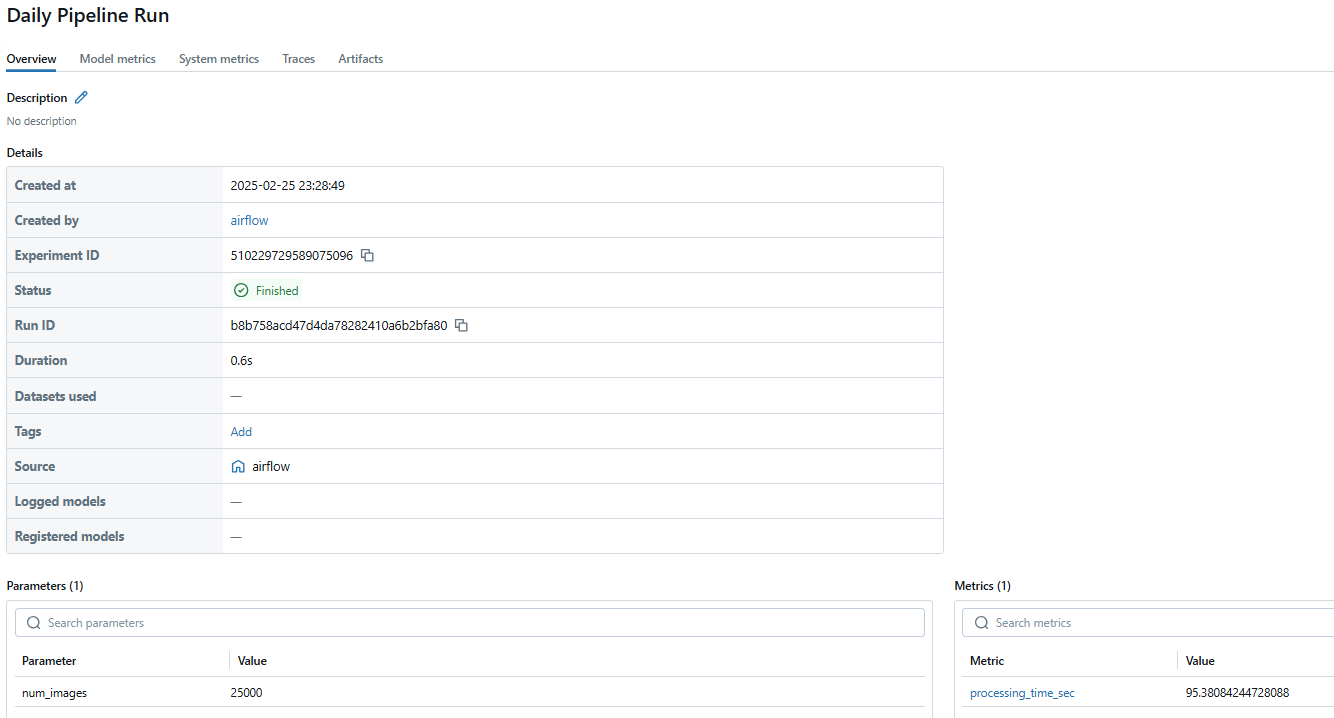 Daily Pipeline Run
Overview Model metrics System metrics Traces Artifacts
Description
No description
Details
Created at 2025-02-25 23:28:49
Created by airflow
Experiment ID 510229729589075096
Status Finished
Run ID b8b758acd47d4da78282410a6b2bfa80
Duration 0.6s
Datasets used —
Tags Add
Source airflow
Logged models —
Registered models —
Parameters (1) Metrics (1)
Search parameters Search metrics
Parameter Value Metric Value
num_images 25000 processing_time_sec 95.38084244728088